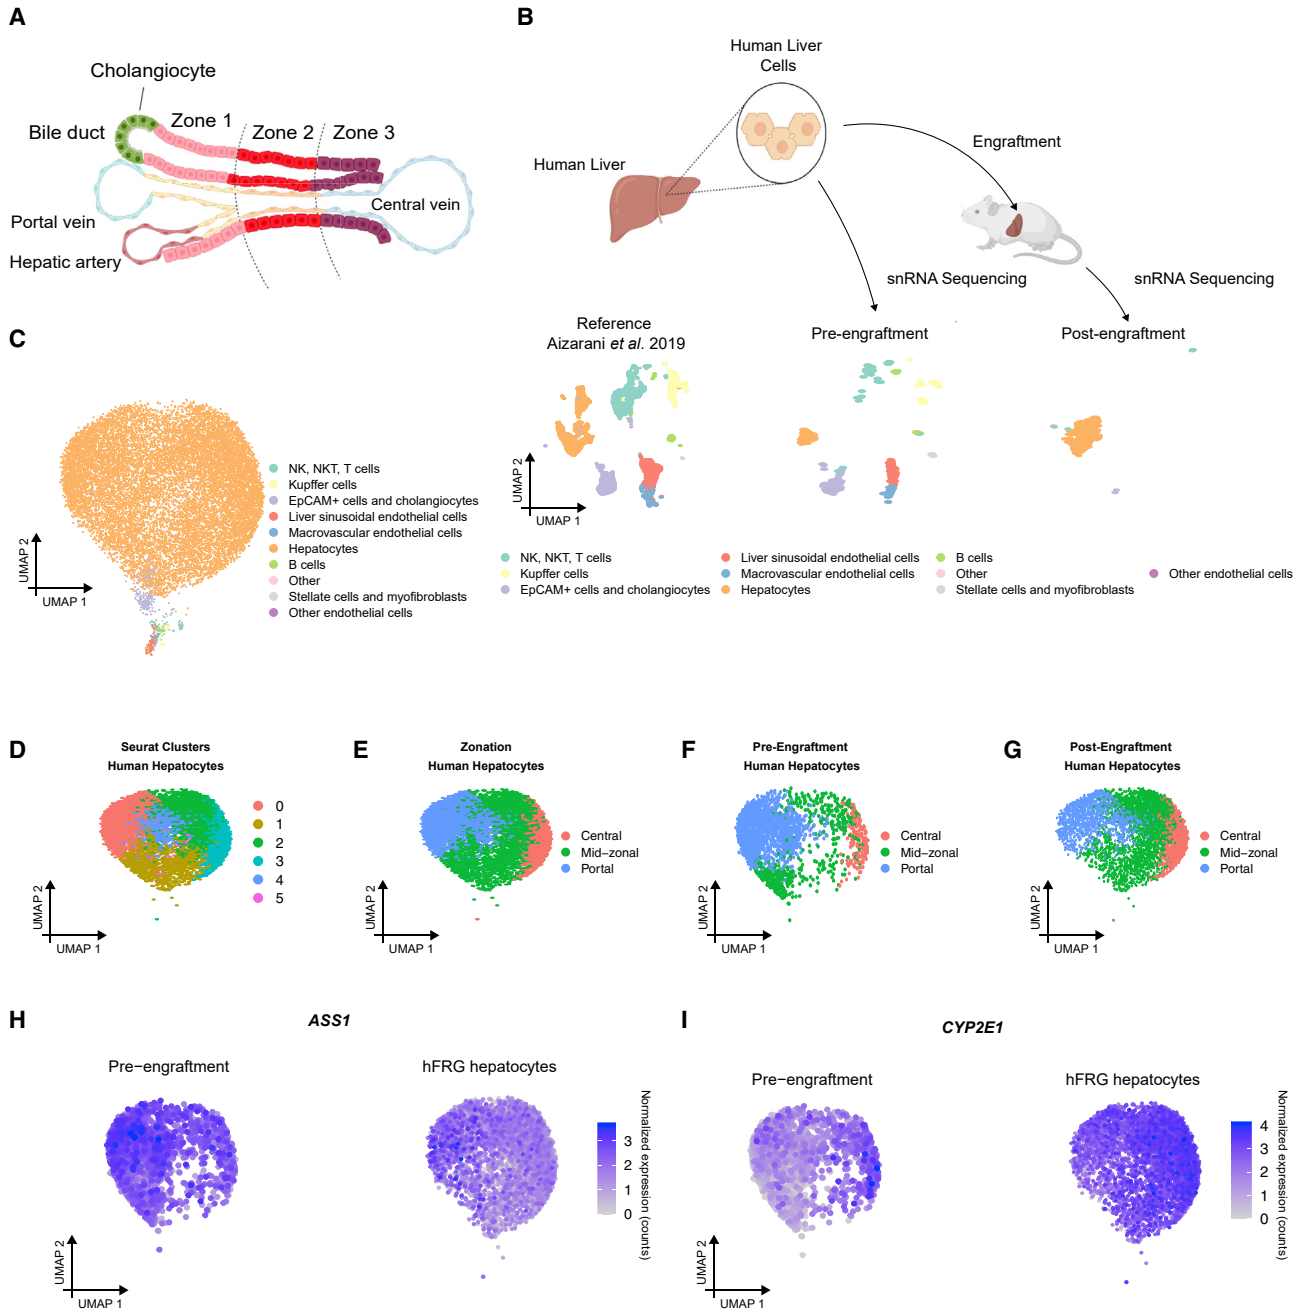 A
Cholangiocyte
Bile duct
Zone 1
Zone 2
Zone 3
Portal vein
Central vein
Hepatic artery
B
Human Liver
Cells
Human Liver
Engraftment
snRNA Sequencing
snRNA Sequencing
Reference
Aizarani et al. 2019
Pre-engraftment
Post-engraftment
UMAP 2
UMAP 1
NK, NKT, T cells
Kupffer cells
EpCAM+ cells and cholangiocytes
Liver sinusoidal endothelial cells
Macrovascular endothelial cells
Hepatocytes
B cells
Other
Stellate cells and myofibroblasts
Other endothelial cells
C
UMAP 2
UMAP 1
NK, NKT, T cells
Kupffer cells
EpCAM+ cells and cholangiocytes
Liver sinusoidal endothelial cells
Macrovascular endothelial cells
Hepatocytes
B cells
Other
Stellate cells and myofibroblasts
Other endothelial cells
D
Seurat Clusters
Human Hepatocytes
0
1
2
3
4
5
UMAP 2
UMAP 1
E
Zonation
Human Hepatocytes
Central
Mid−zonal
Portal
UMAP 2
UMAP 1
F
Pre-Engraftment
Human Hepatocytes
Central
Mid−zonal
Portal
UMAP 2
UMAP 1
G
Post-Engraftment
Human Hepatocytes
Central
Mid−zonal
Portal
UMAP 2
UMAP 1
H
ASS1
Pre−engraftment
hFRG hepatocytes
3
2
1
0
Normalized expression (counts)
UMAP 2
UMAP 1
I
CYP2E1
Pre−engraftment
hFRG hepatocytes
4
3
2
1
0
Normalized expression (counts)
UMAP 2
UMAP 1